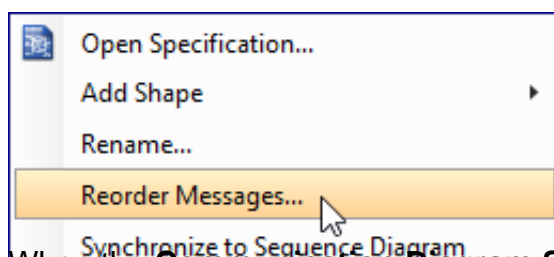 Open Specification...
Add Shape
Rename...
Reorder Messages...
Synchronize to Sequence Diagram